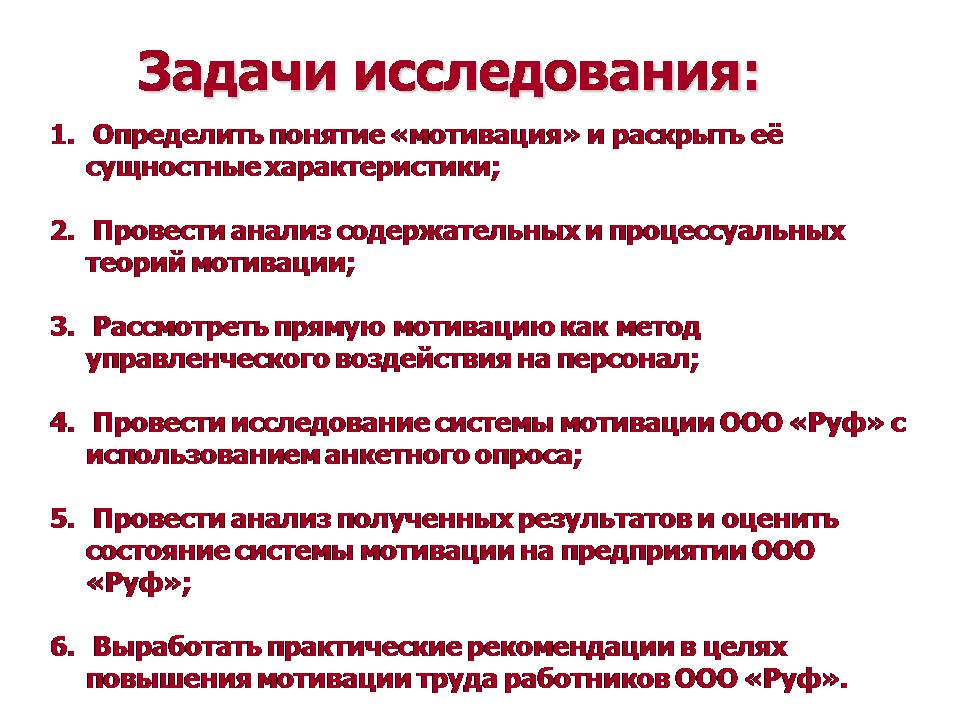 Задачи исследования:
1. Определить понятие «мотивация» и раскрыть её
сущностные характеристики;
2. Провести анализ содержательных и процессуальных
теорий мотивации;
3. Рассмотреть прямую мотивацию как метод
управленческого воздействия на персонал;
4. Провести исследование системы мотивации ООО «Руф» с
использованием анкетного опроса;
5. Провести анализ полученных результатов и оценить
состояние системы мотивации на предприятии ООО
«Руф»;
6. Выработать практические рекомендации в целях
повышения мотивации труда работников ООО «Руф».